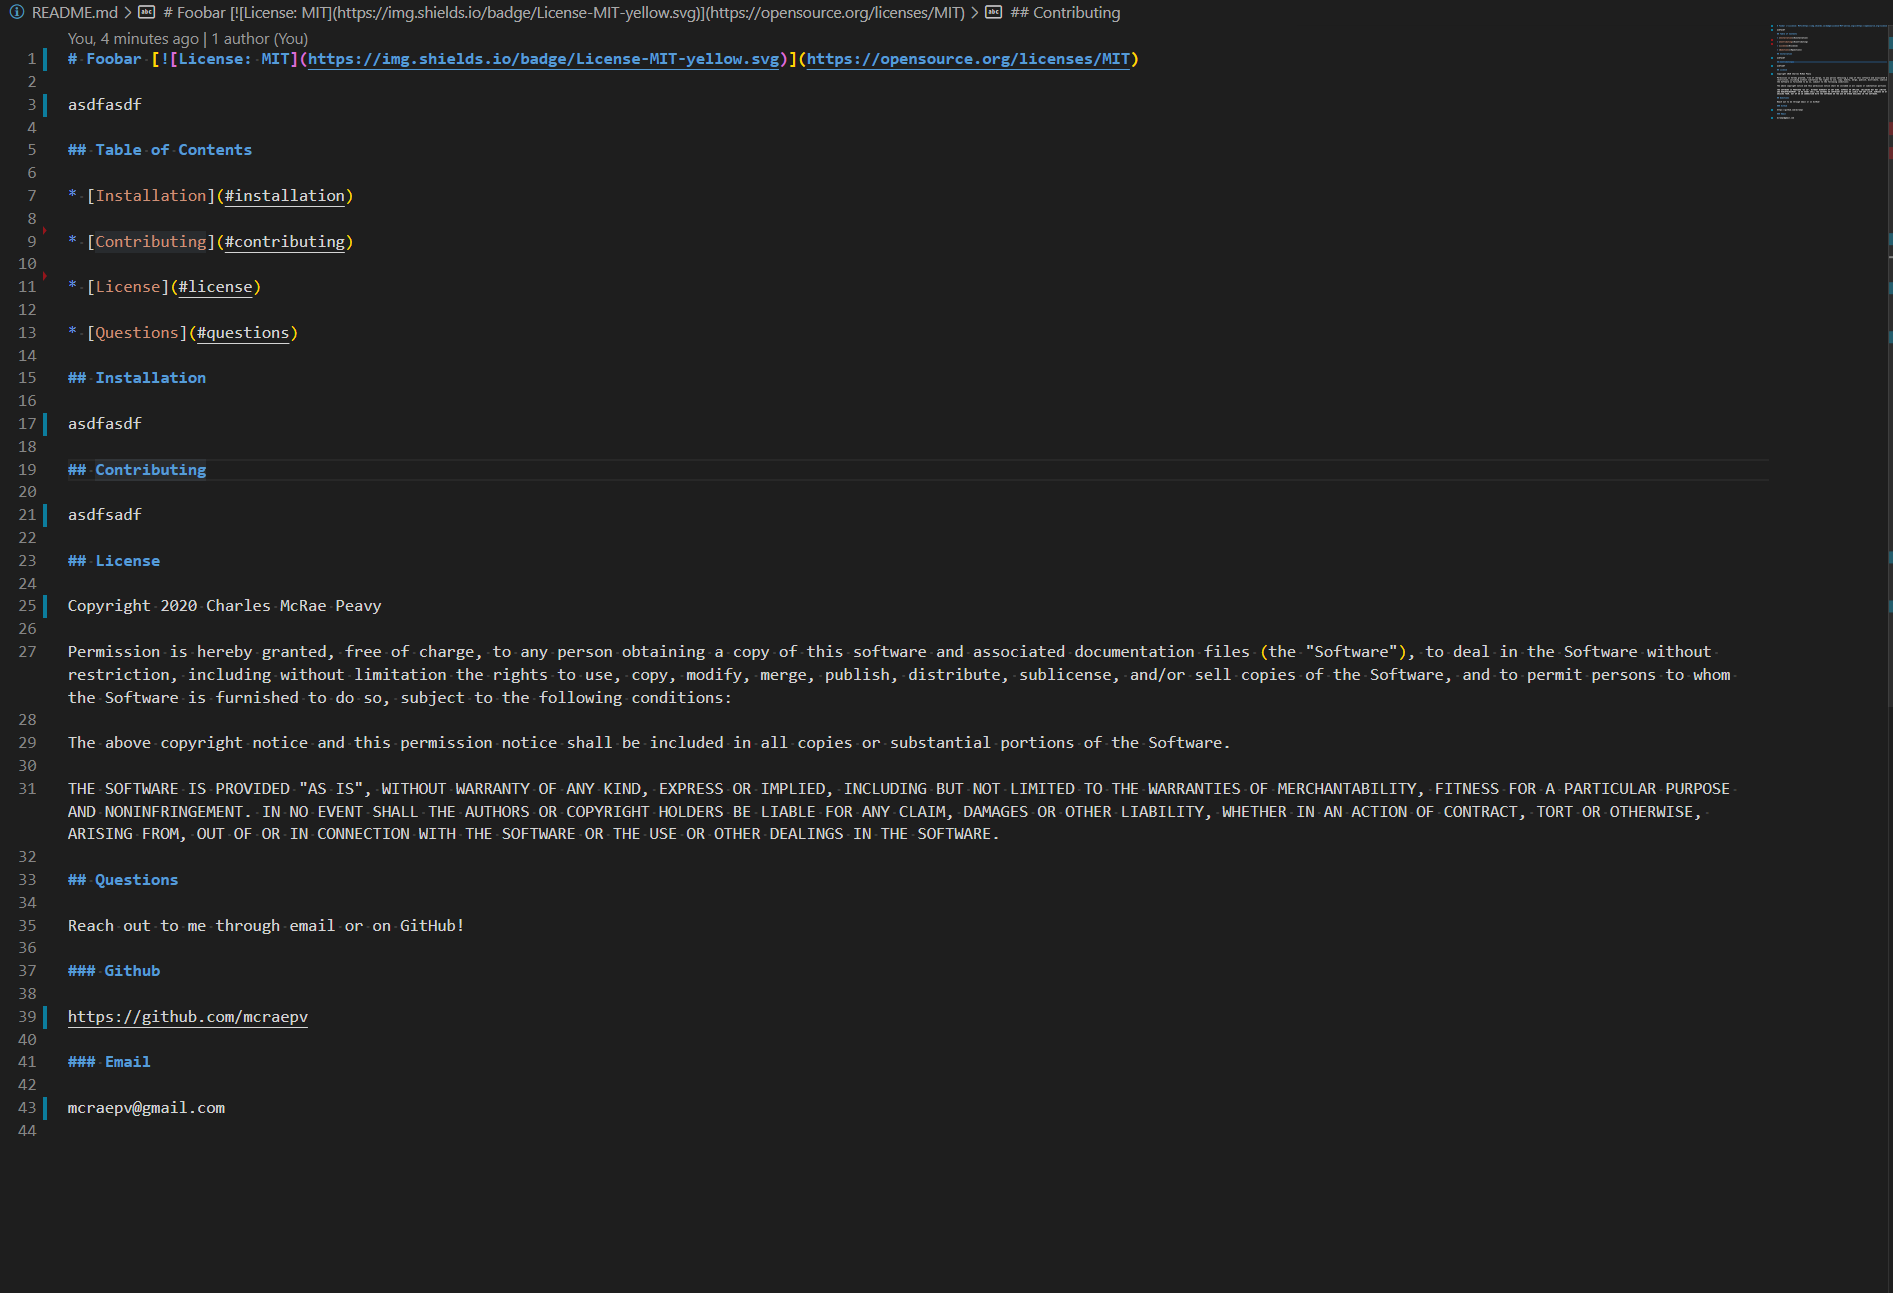 README.md > # Foobar [![License: MIT](https://img.shields.io/badge/License-MIT-yellow.svg)](https://opensource.org/licenses/MIT) > ## Contributing
You, 4 minutes ago | 1 author (You)
1 # Foobar [![License: MIT](https://img.shields.io/badge/License-MIT-yellow.svg)](https://opensource.org/licenses/MIT)
2
3 asdfasdf
4
5 ## Table of Contents
6
7 * [Installation](#installation)
8
9 * [Contributing](#contributing)
10
11 * [License](#license)
12
13 * [Questions](#questions)
14
15 ## Installation
16
17 asdfasdf
18
19 ## Contributing
20
21 asdfsadf
22
23 ## License
24
25 Copyright 2020 Charles McRae Peavy
26
27 Permission is hereby granted, free of charge, to any person obtaining a copy of this software and associated documentation files (the "Software"), to deal in the Software without
restriction, including without limitation the rights to use, copy, modify, merge, publish, distribute, sublicense, and/or sell copies of the Software, and to permit persons to whom
the Software is furnished to do so, subject to the following conditions:
28
29 The above copyright notice and this permission notice shall be included in all copies or substantial portions of the Software.
30
31 THE SOFTWARE IS PROVIDED "AS IS", WITHOUT WARRANTY OF ANY KIND, EXPRESS OR IMPLIED, INCLUDING BUT NOT LIMITED TO THE WARRANTIES OF MERCHANTABILITY, FITNESS FOR A PARTICULAR PURPOSE
AND NONINFRINGEMENT. IN NO EVENT SHALL THE AUTHORS OR COPYRIGHT HOLDERS BE LIABLE FOR ANY CLAIM, DAMAGES OR OTHER LIABILITY, WHETHER IN AN ACTION OF CONTRACT, TORT OR OTHERWISE,
ARISING FROM, OUT OF OR IN CONNECTION WITH THE SOFTWARE OR THE USE OR OTHER DEALINGS IN THE SOFTWARE.
32
33 ## Questions
34
35 Reach out to me through email or on GitHub!
36
37 ### Github
38
39 https://github.com/mcraepv
40
41 ### Email
42
43 mcraepv@gmail.com
44